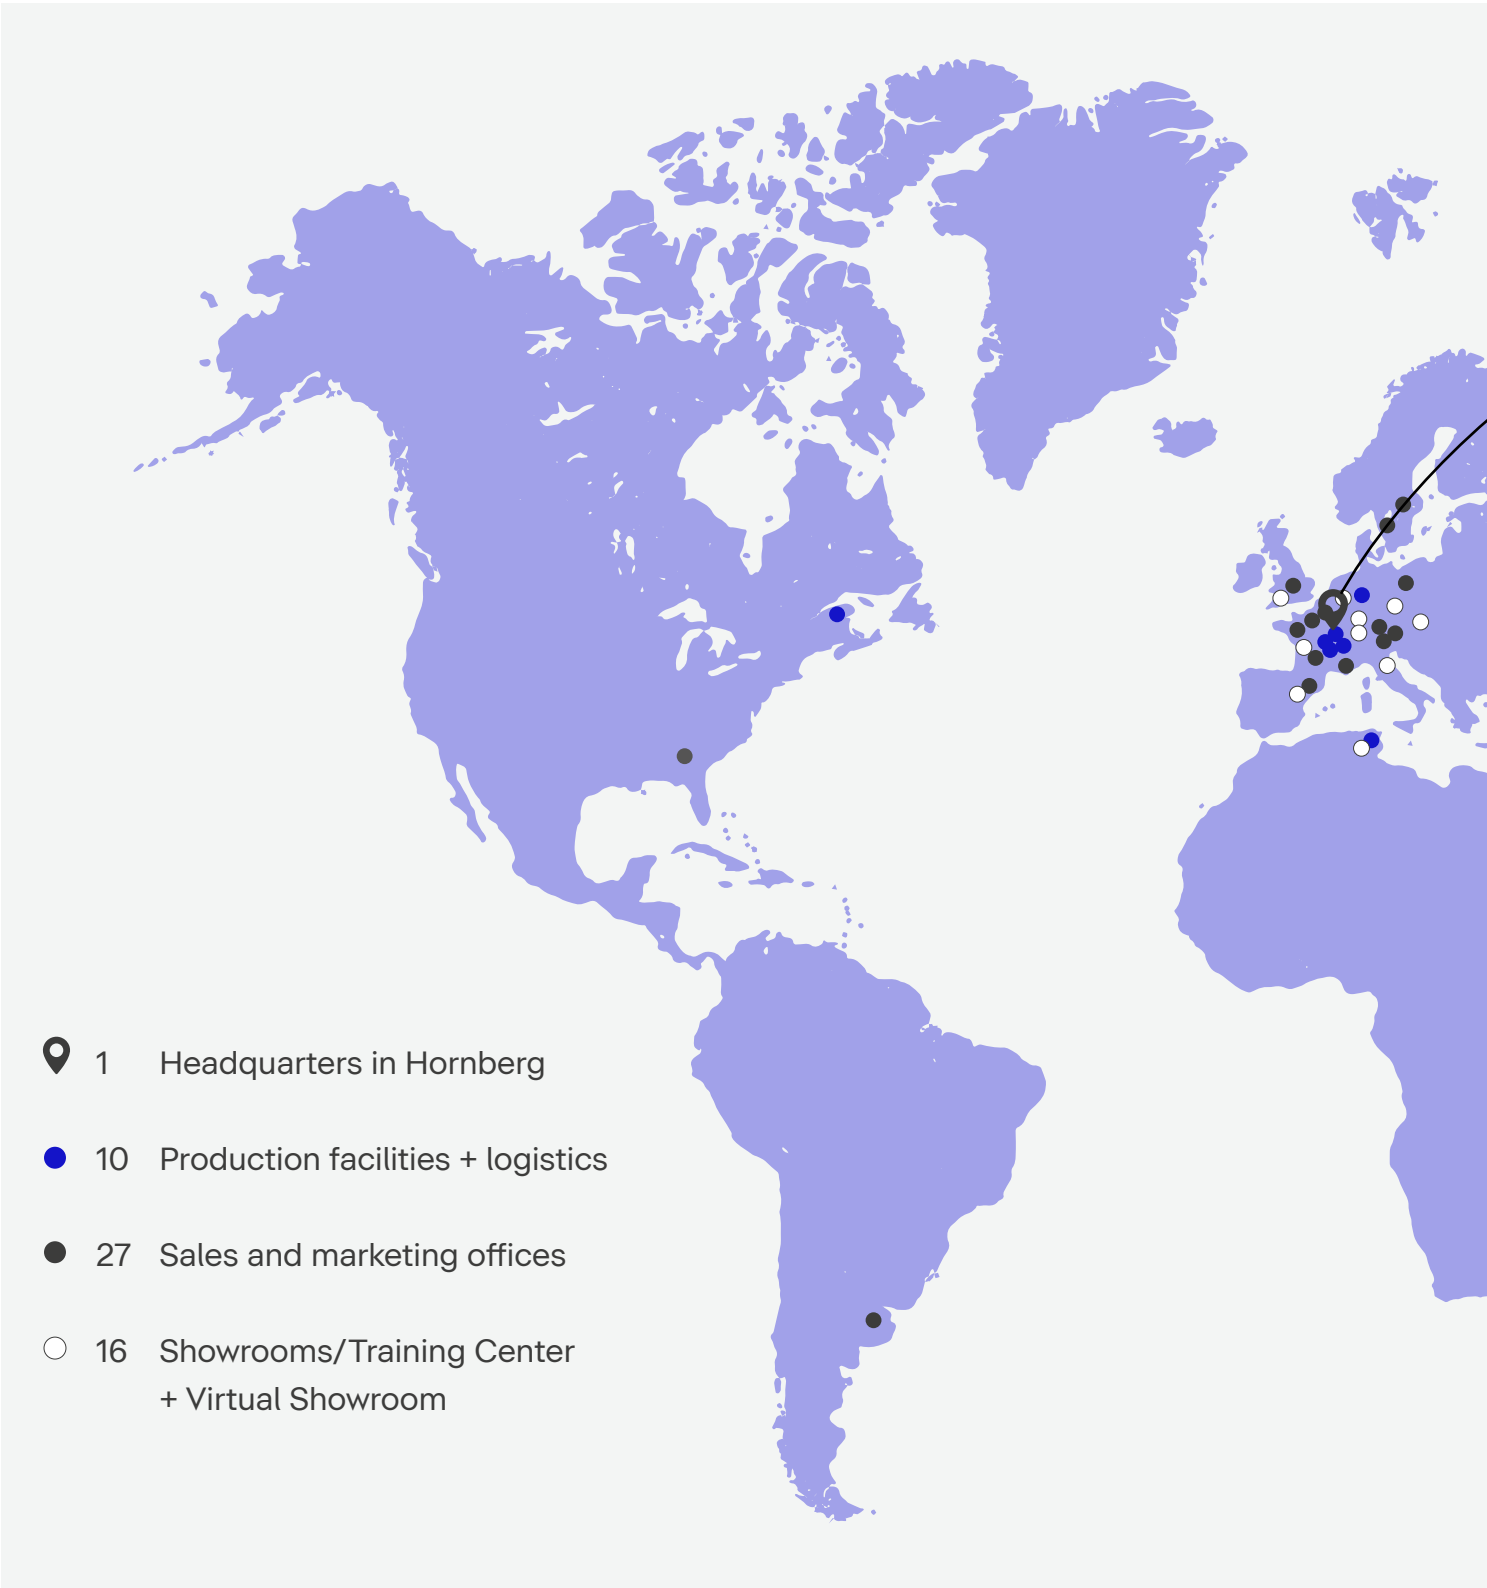 1 Headquarters in Hornberg
10 Production facilities + logistics
27 Sales and marketing offices
16 Showrooms/Training Center
+ Virtual Showroom